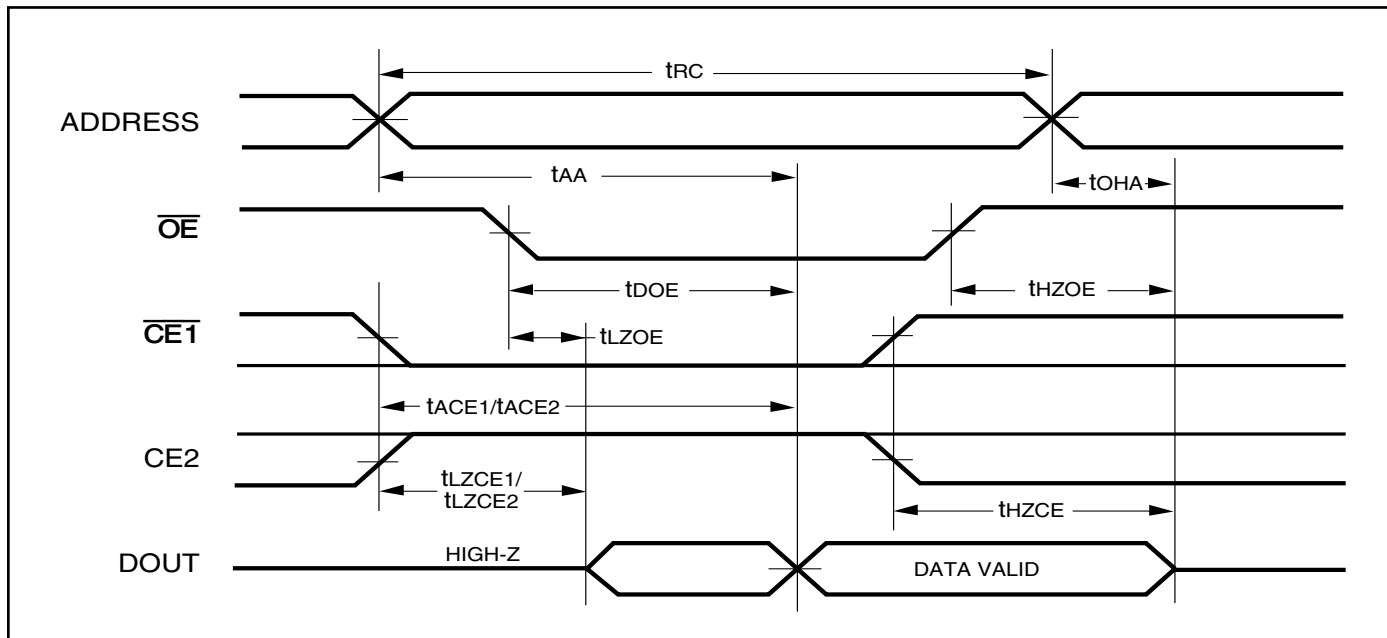 tRC
ADDRESS
tAA
tOHA
OE
tDOE
tHZOE
CE1
tLZOE
tACE1/tACE2
CE2
tLZCE1/
tLZCE2
tHZCE
DOUT
HIGH-Z
DATA VALID